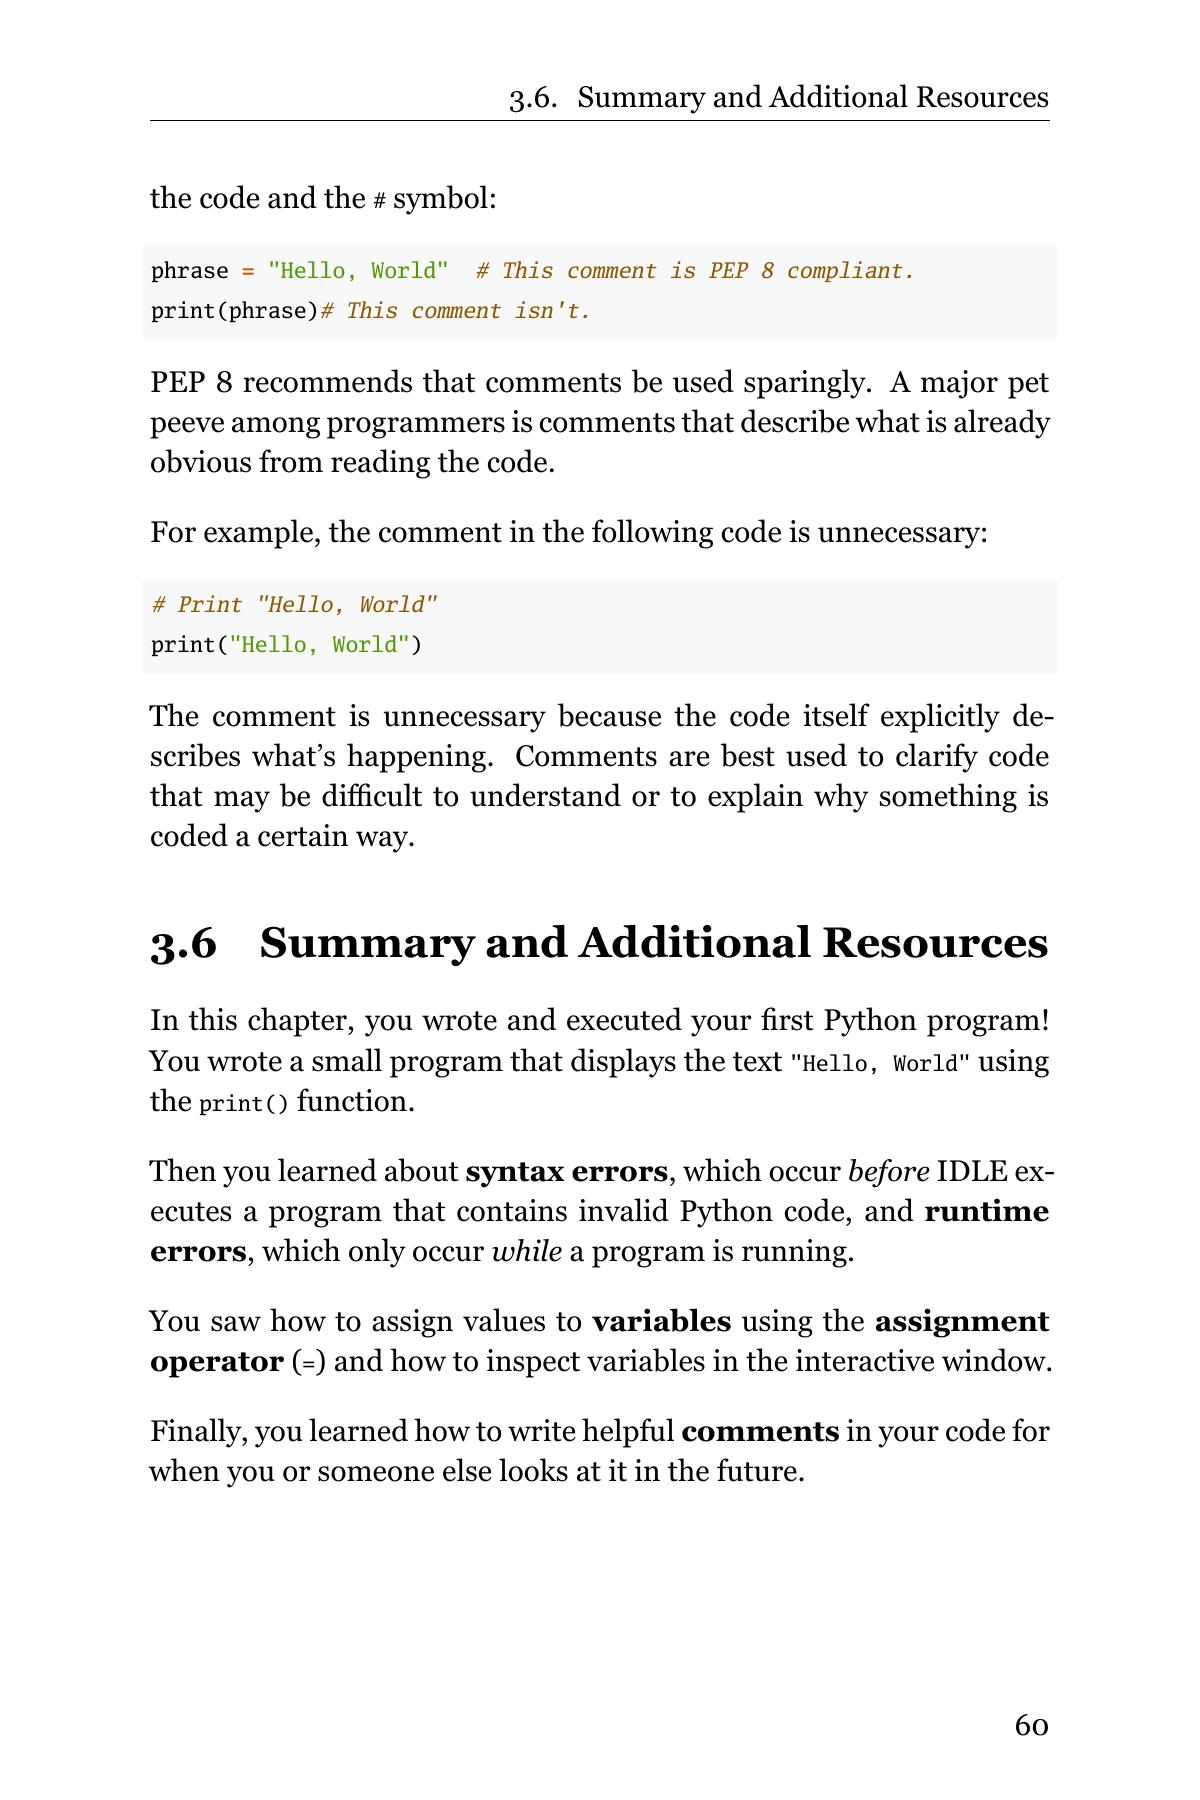 3.6. Summary and Additional Resources
the code and the # symbol:
phrase = "Hello, World"  # This comment is PEP 8 compliant.
print(phrase)# This comment isn't.
PEP 8 recommends that comments be used sparingly. A major pet
peeve among programmers is comments that describe what is already
obvious from reading the code.
For example, the comment in the following code is unnecessary:
# Print "Hello, World"
print("Hello, World")
The comment is unnecessary because the code itself explicitly de-
scribes what’s happening. Comments are best used to clarify code
that may be difficult to understand or to explain why something is
coded a certain way.
3.6 Summary and Additional Resources
In this chapter, you wrote and executed your first Python program!
You wrote a small program that displays the text "Hello, World" using
the print() function.
Then you learned about syntax errors, which occur before IDLE ex-
ecutes a program that contains invalid Python code, and runtime
errors, which only occur while a program is running.
You saw how to assign values to variables using the assignment
operator (=) and how to inspect variables in the interactive window.
Finally, you learned how to write helpful comments in your code for
when you or someone else looks at it in the future.
60